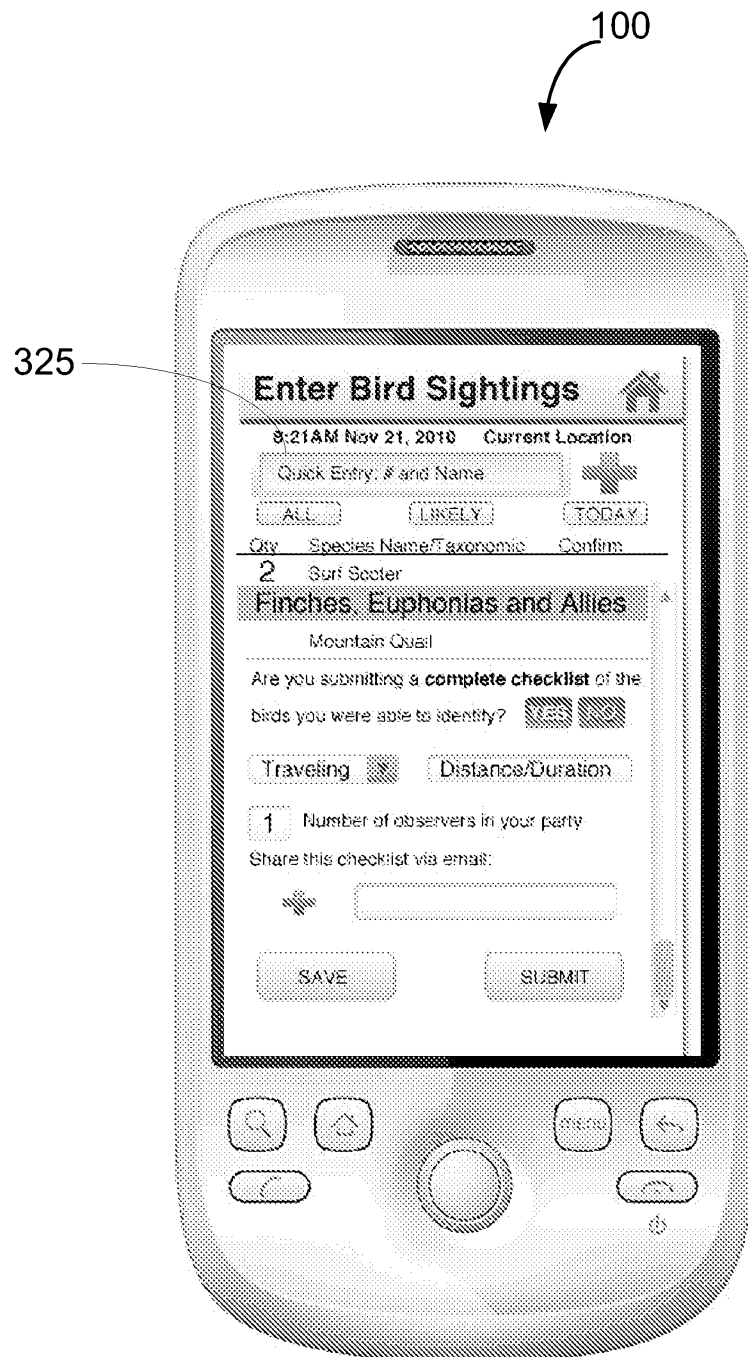 100
325
Enter Bird Sightings
8:21AM Nov 21, 2010 Current Location
Quick Entry: # and Name
ALL LIKELY TODAY
Qty Species Name/Taxonomic Confirm
2 Surf Scoter
Finches, Euphonias and Allies
Mountain Quail
Are you submitting a complete checklist of the
birds you were able to identify? YES NO
Traveling Distance/Duration
1 Number of observers in your party
Share this checklist via email:
SAVE SUBMIT
menu